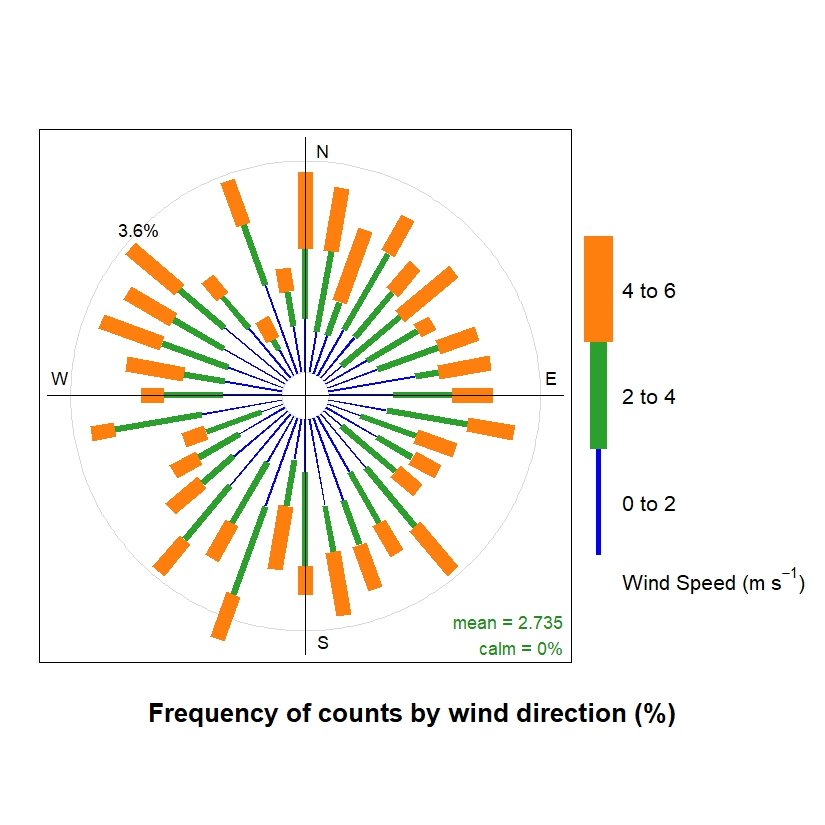 N
3.6%
4 to 6
W
E
2 to 4
0 to 2
Wind Speed (m s⁻¹)
mean = 2.735
S
calm = 0%
Frequency of counts by wind direction (%)